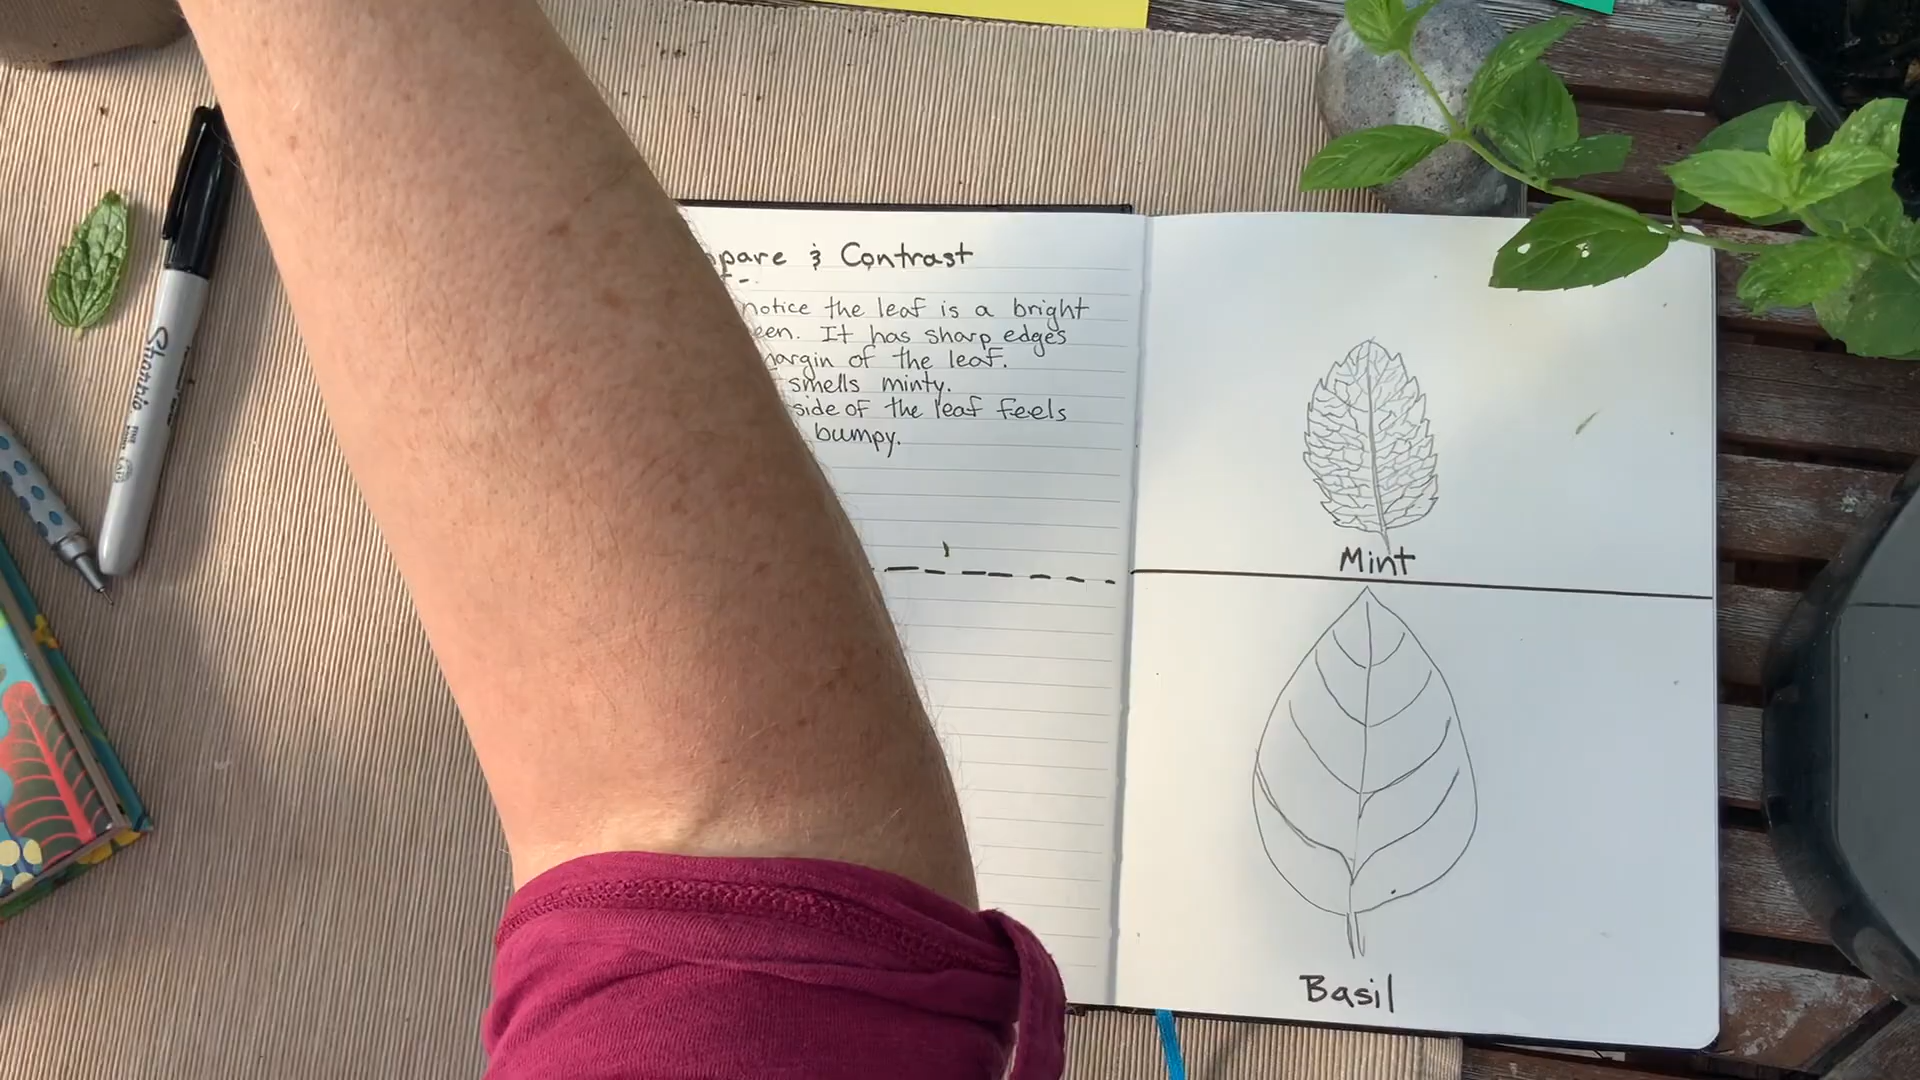 pare & Contrast
notice the leaf is a bright
een. It has sharp edges
margin of the leaf.
smells minty.
side of the leaf feels
bumpy.
Mint
Basil
Sharpie